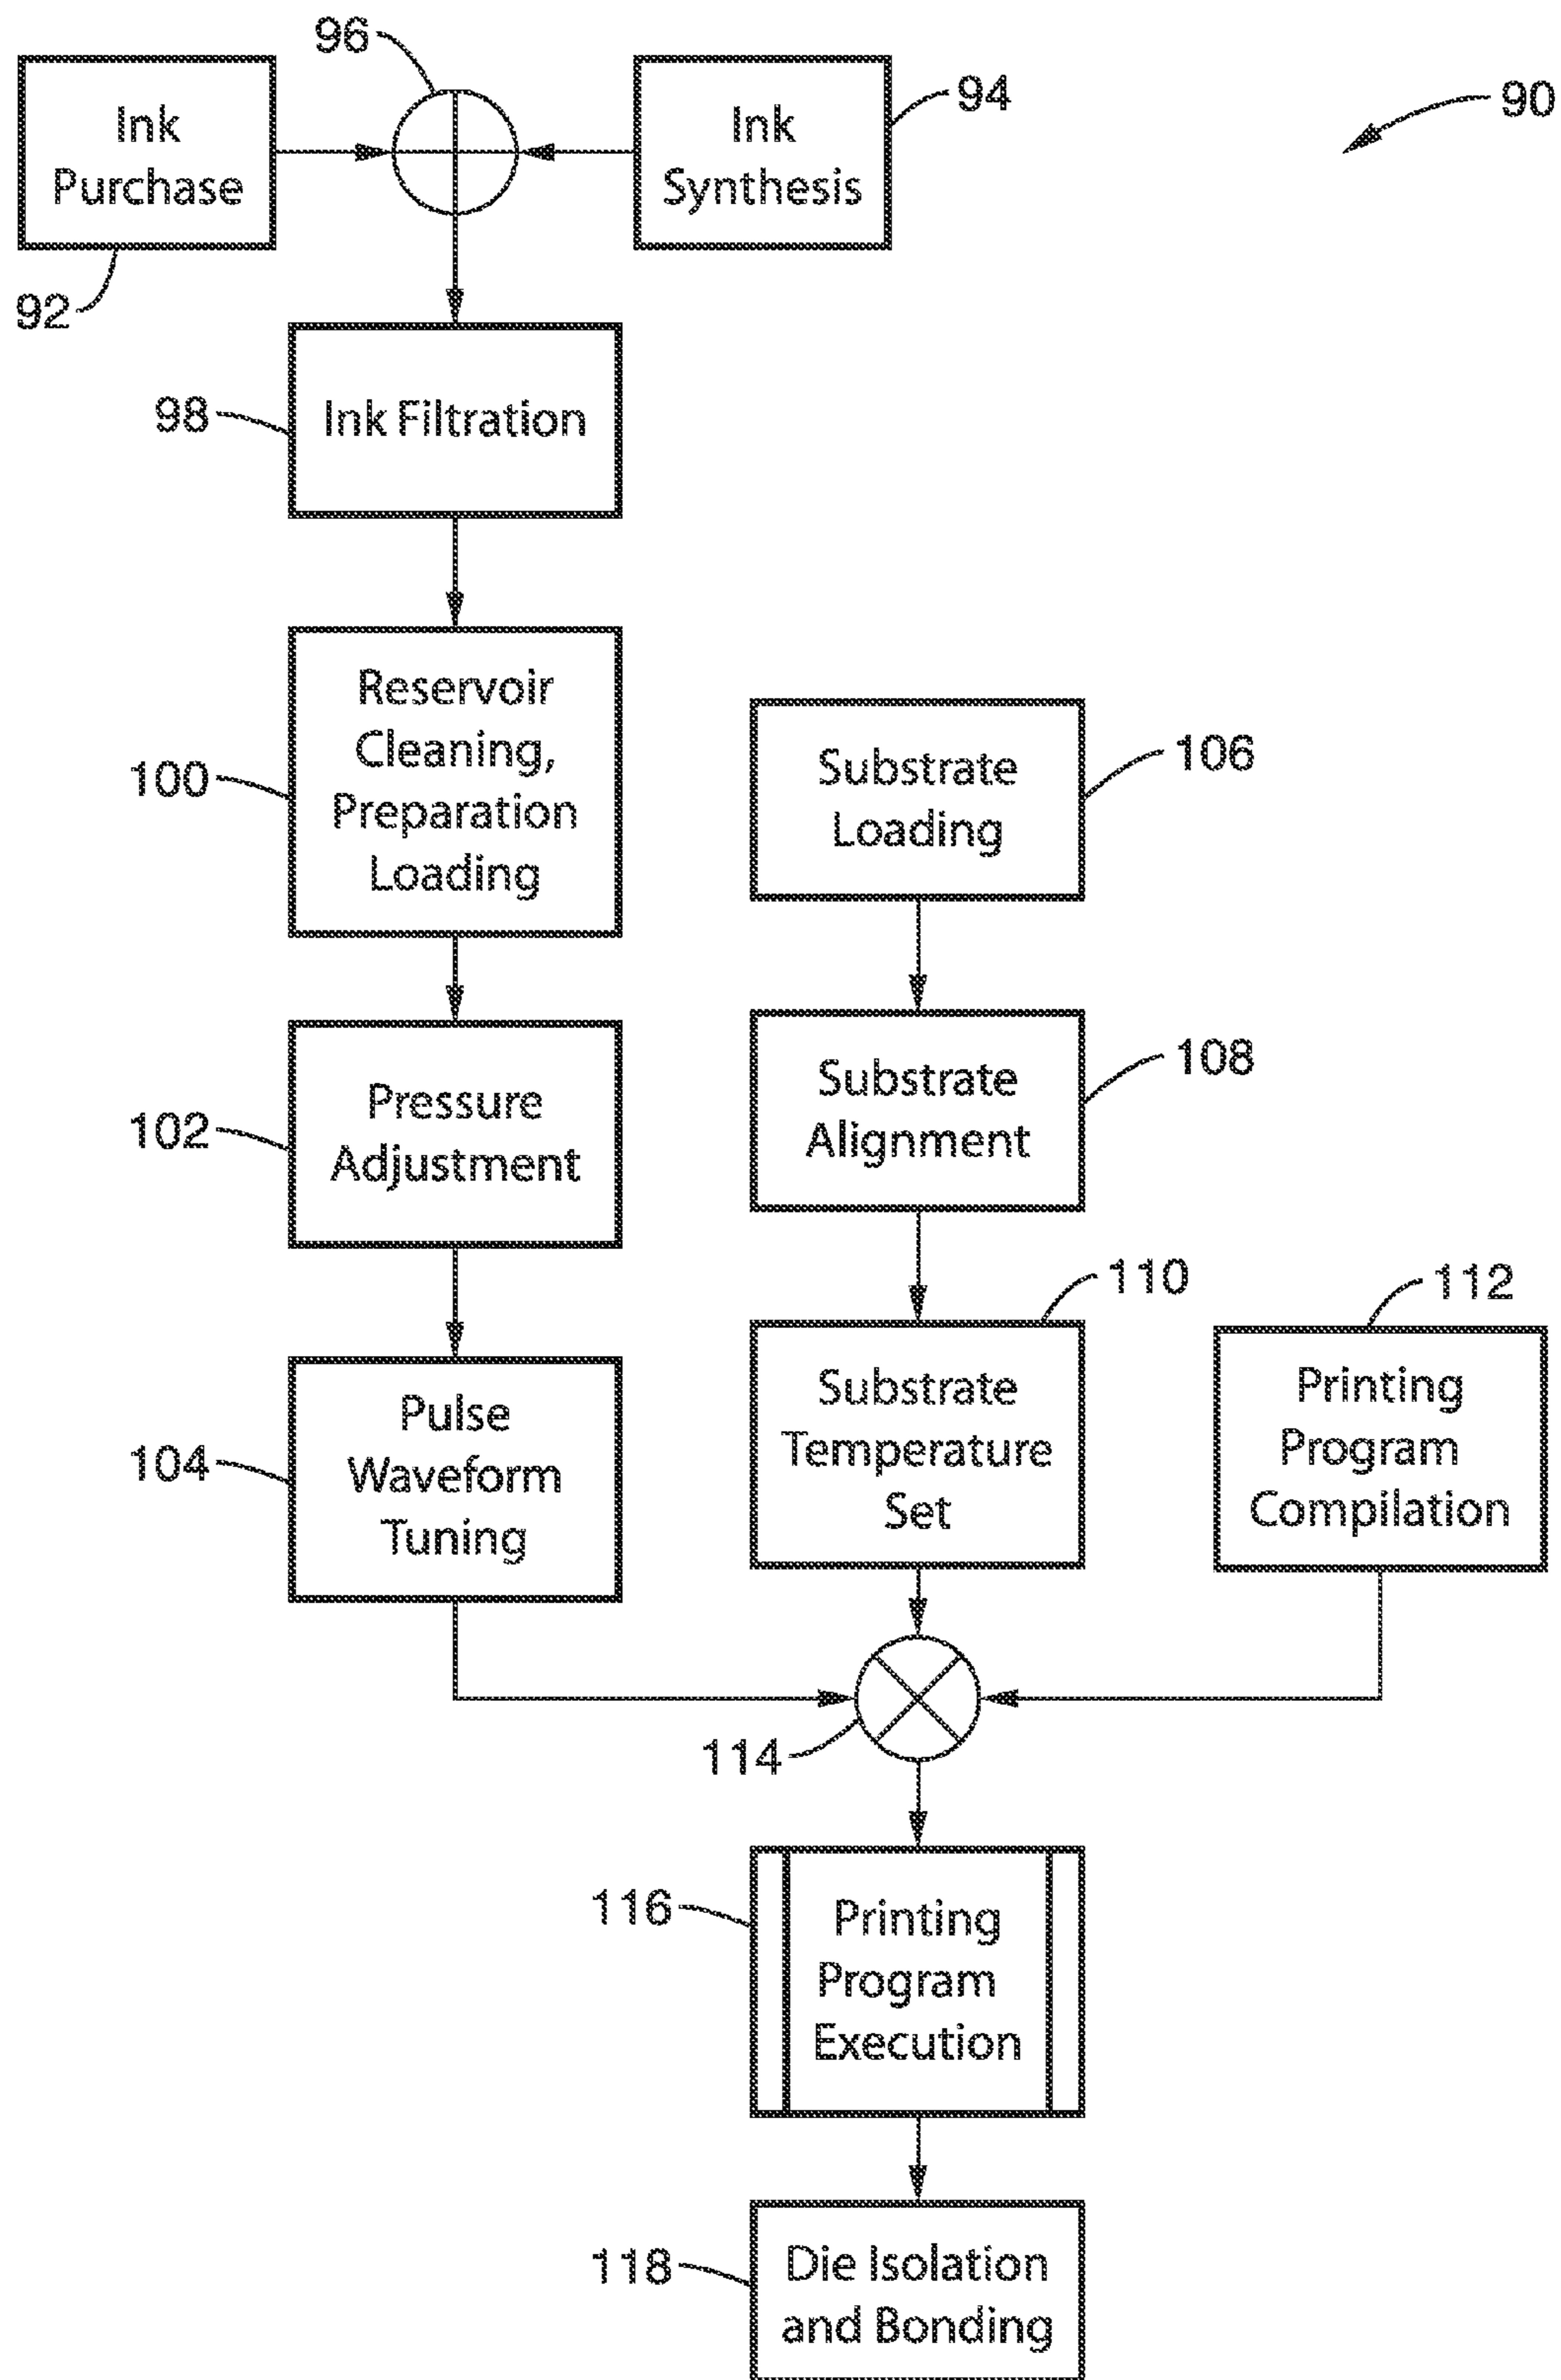 96
94
90
Ink
Purchase
Ink
Synthesis
92
98
Ink Filtration
100
Reservoir
Cleaning,
Preparation
Loading
106
Substrate
Loading
102
Pressure
Adjustment
108
Substrate
Alignment
104
Pulse
Waveform
Tuning
110
Substrate
Temperature
Set
112
Printing
Program
Compilation
114
116
Printing
Program
Execution
118
Die Isolation
and Bonding